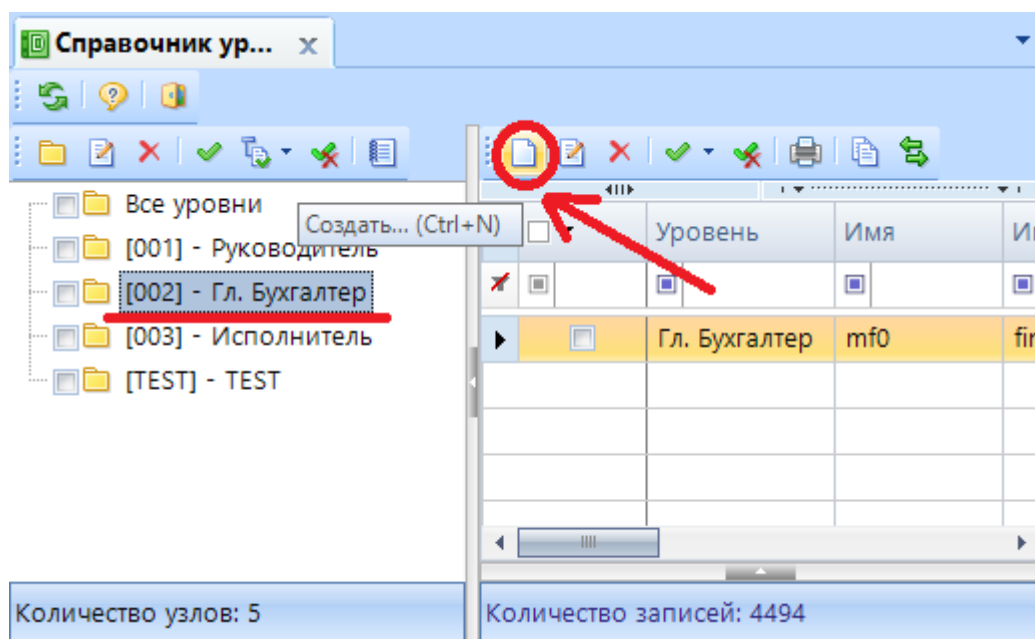 Справочник ур...
Все уровни
[001] - Руководитель
[002] - Гл. Бухгалтер
[003] - Исполнитель
[TEST] - TEST
Создать... (Ctrl+N)
Уровень Имя
Гл. Бухгалтер mf0
Количество узлов: 5
Количество записей: 4494